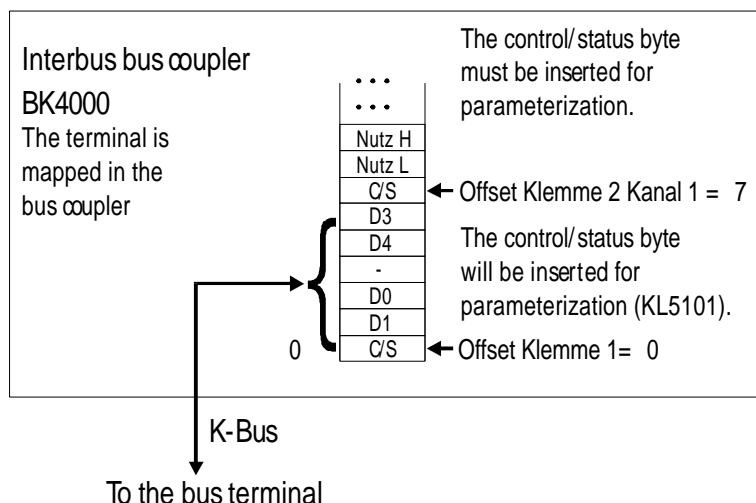 Interbus bus coupler
BK4000
The terminal is
mapped in the
bus coupler
The control/status byte
must be inserted for
parameterization.
...
...
Nutz H
Nutz L
C/S
Offset Klemme 2 Kanal 1 = 7
D3
D4
-
D0
D1
C/S
The control/status byte
will be inserted for
parameterization (KL5101).
0
Offset Klemme 1= 0
K-Bus
To the bus terminal